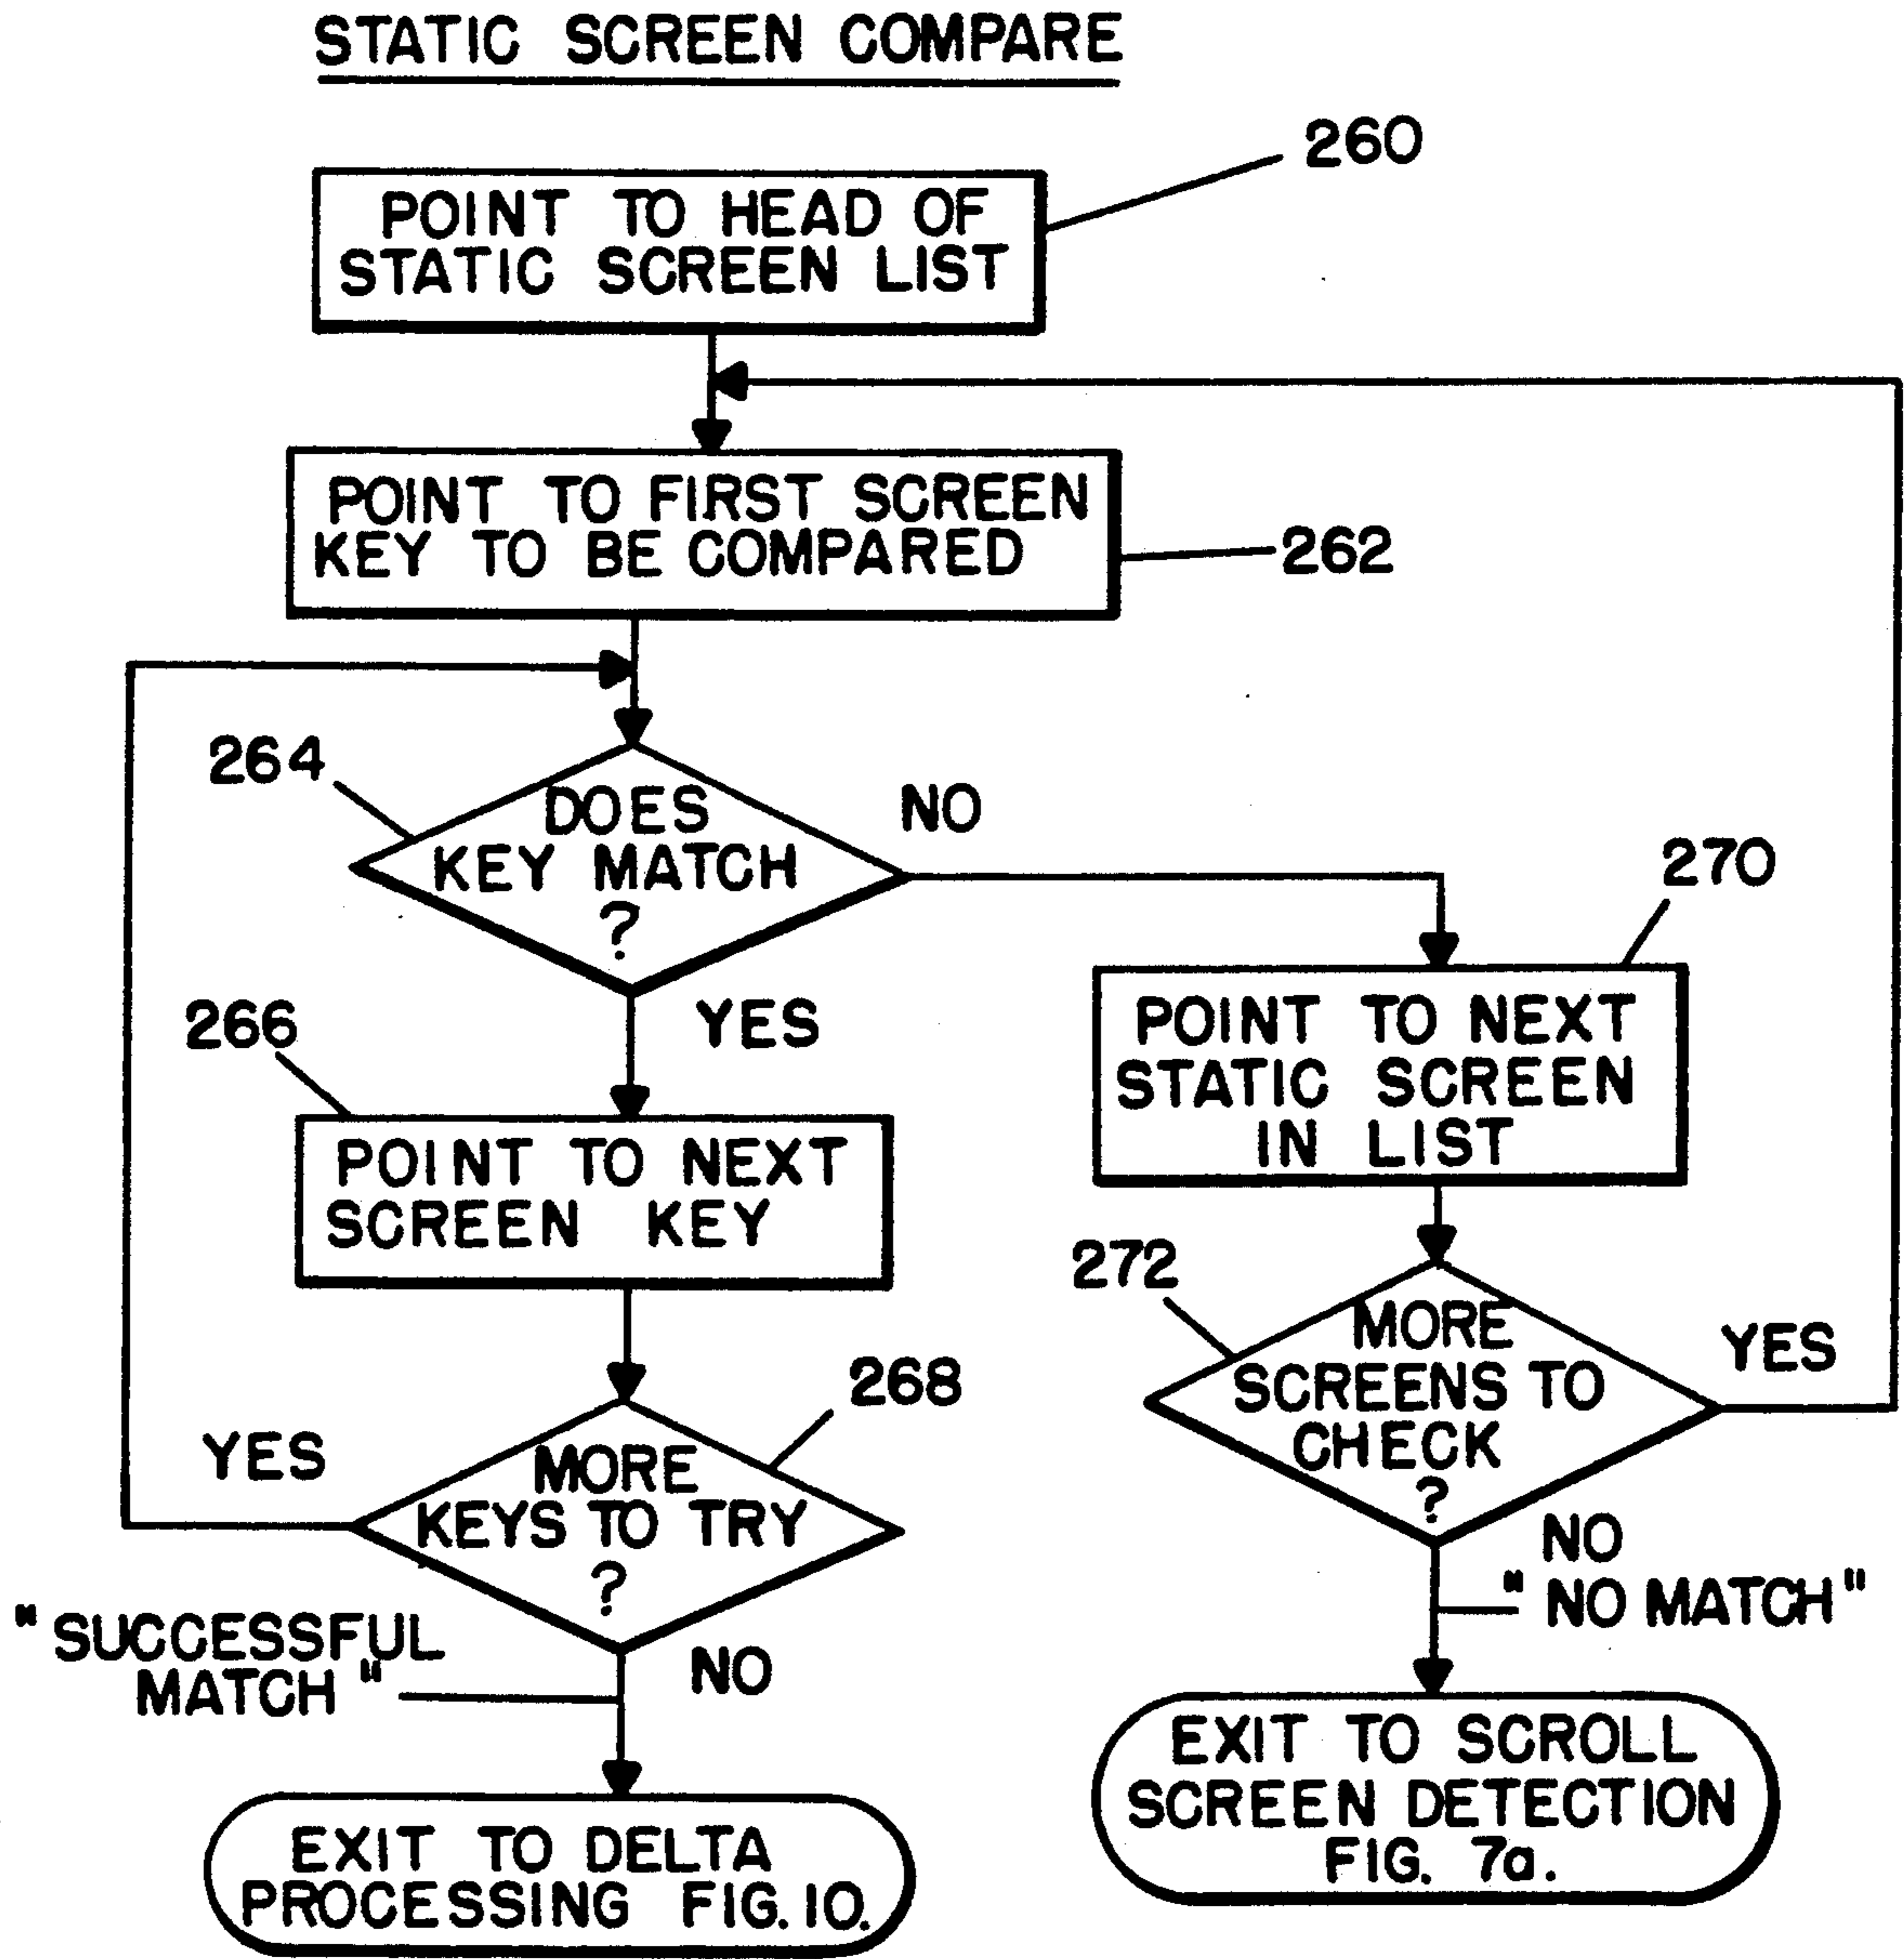 STATIC SCREEN COMPARE
260
POINT TO HEAD OF
STATIC SCREEN LIST
POINT TO FIRST SCREEN
KEY TO BE COMPARED
262
264
DOES
KEY MATCH
?
NO
YES
266
POINT TO NEXT
SCREEN KEY
268
MORE
KEYS TO TRY
?
YES
NO
"SUCCESSFUL
MATCH"
EXIT TO DELTA
PROCESSING FIG. 10.
270
POINT TO NEXT
STATIC SCREEN
IN LIST
272
MORE
SCREENS TO
CHECK
?
YES
NO
"NO MATCH"
EXIT TO SCROLL
SCREEN DETECTION
FIG. 7a.